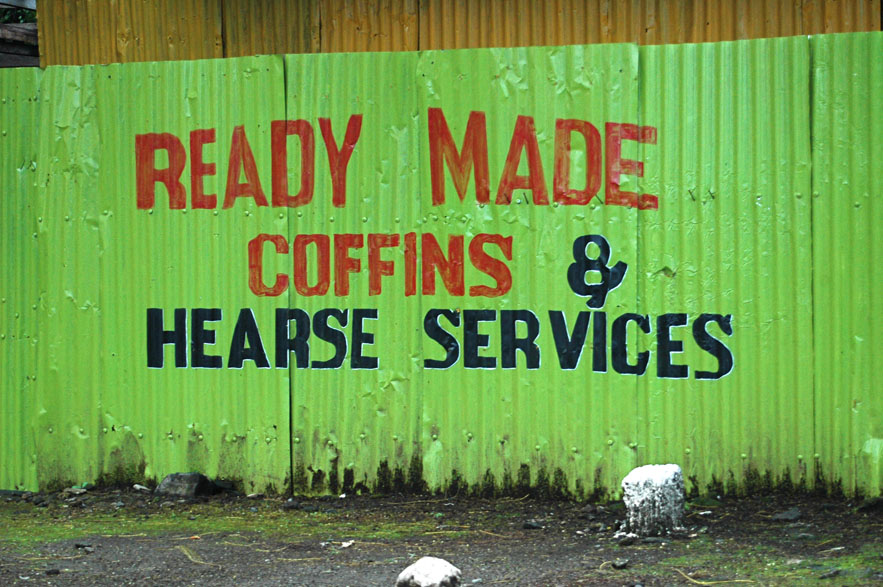 READY MADE
COFFINS &
HEARSE SERVICES